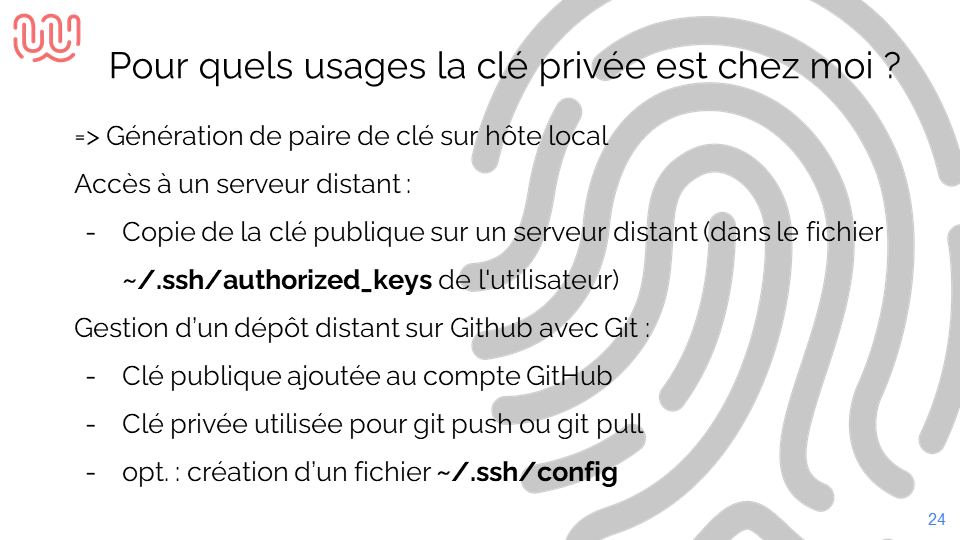 Pour quels usages la clé privée est chez moi ?
=> Génération de paire de clé sur hôte local
Accès à un serveur distant :
- Copie de la clé publique sur un serveur distant (dans le fichier
~/.ssh/authorized_keys de l'utilisateur)
Gestion d’un dépôt distant sur Github avec Git :
- Clé publique ajoutée au compte GitHub
- Clé privée utilisée pour git push ou git pull
- opt. : création d’un fichier ~/.ssh/config
24